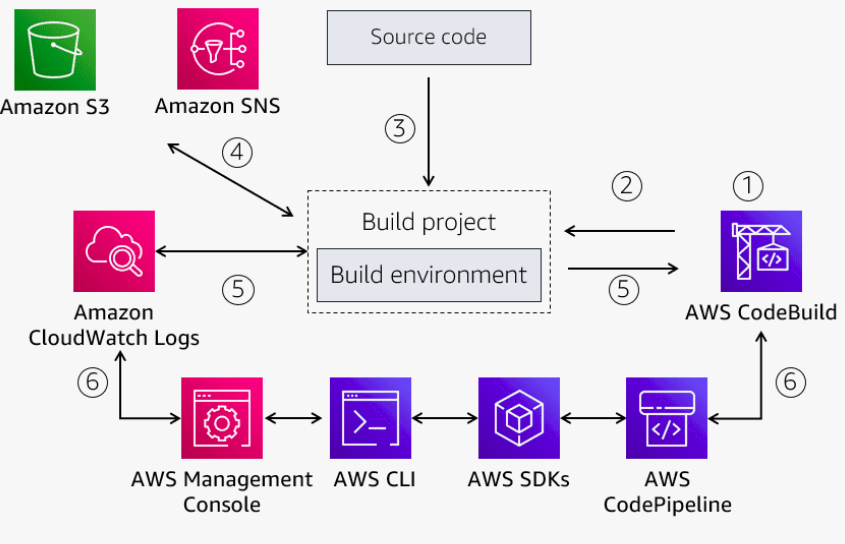 Source code
Amazon S3
Amazon SNS
③
④
②
①
Build project
Build environment
⑤
⑤
Amazon
CloudWatch Logs
AWS CodeBuild
⑥
⑥
>_
</>
</>
AWS Management
Console
AWS CLI
AWS SDKs
AWS
CodePipeline